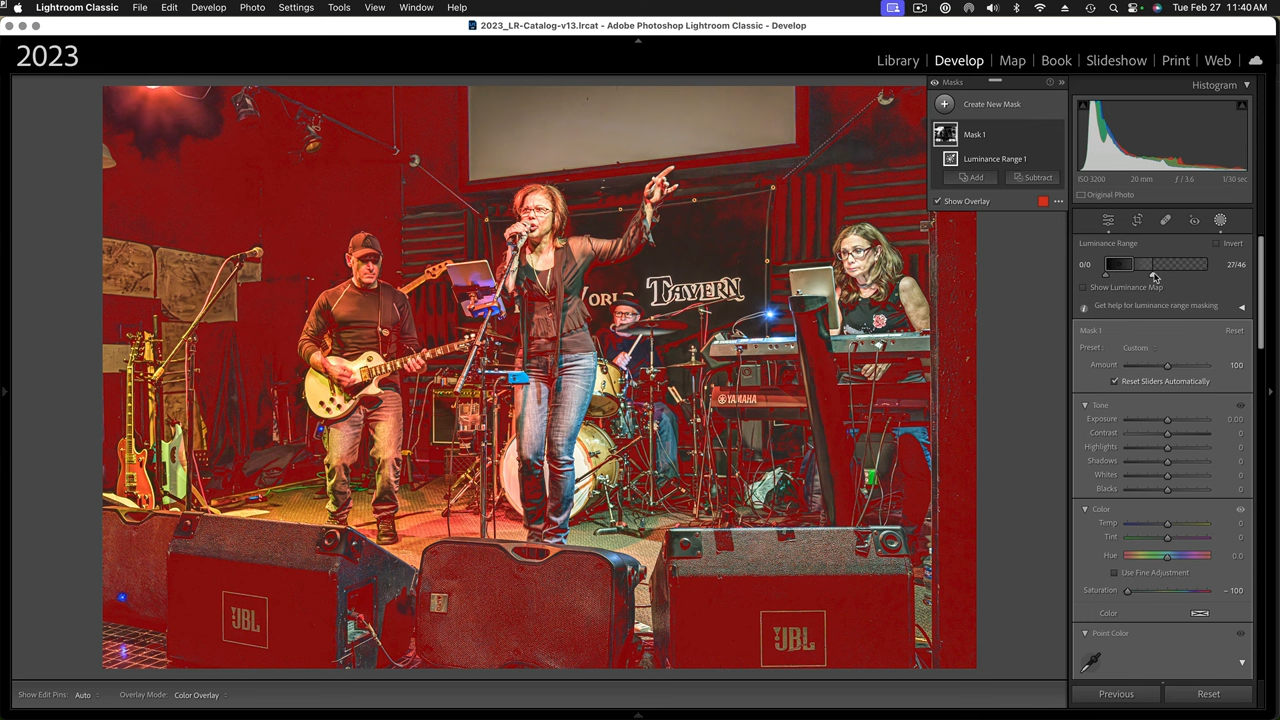 Lightroom Classic File Edit Develop Photo Settings Tools View Window Help Tue Feb 27 11:40 AM
2023_LR-Catalog-v13.lrcat - Adobe Photoshop Lightroom Classic - Develop
2023
Library Develop Map Book Slideshow Print Web
Masks
Create New Mask
Mask 1
Luminance Range 1
Add Subtract
Show Overlay
Histogram
ISO 3200 20 mm ƒ / 3.6 1/30 sec
Original Photo
Luminance Range Invert
0/0 27/46
Show Luminance Map
Get help for luminance range masking
Mask 1 Reset
Preset : Custom
Amount 100
Reset Sliders Automatically
Tone
Exposure 0.00
Contrast 0
Highlights 0
Shadows 0
Whites 0
Blacks 0
Color
Temp 0
Tint 0
Hue 0.0
Use Fine Adjustment
Saturation – 100
Color
Point Color
Previous Reset
World Tavern
YAMAHA
JBL
JBL
Show Edit Pins: Auto Overlay Mode: Color Overlay